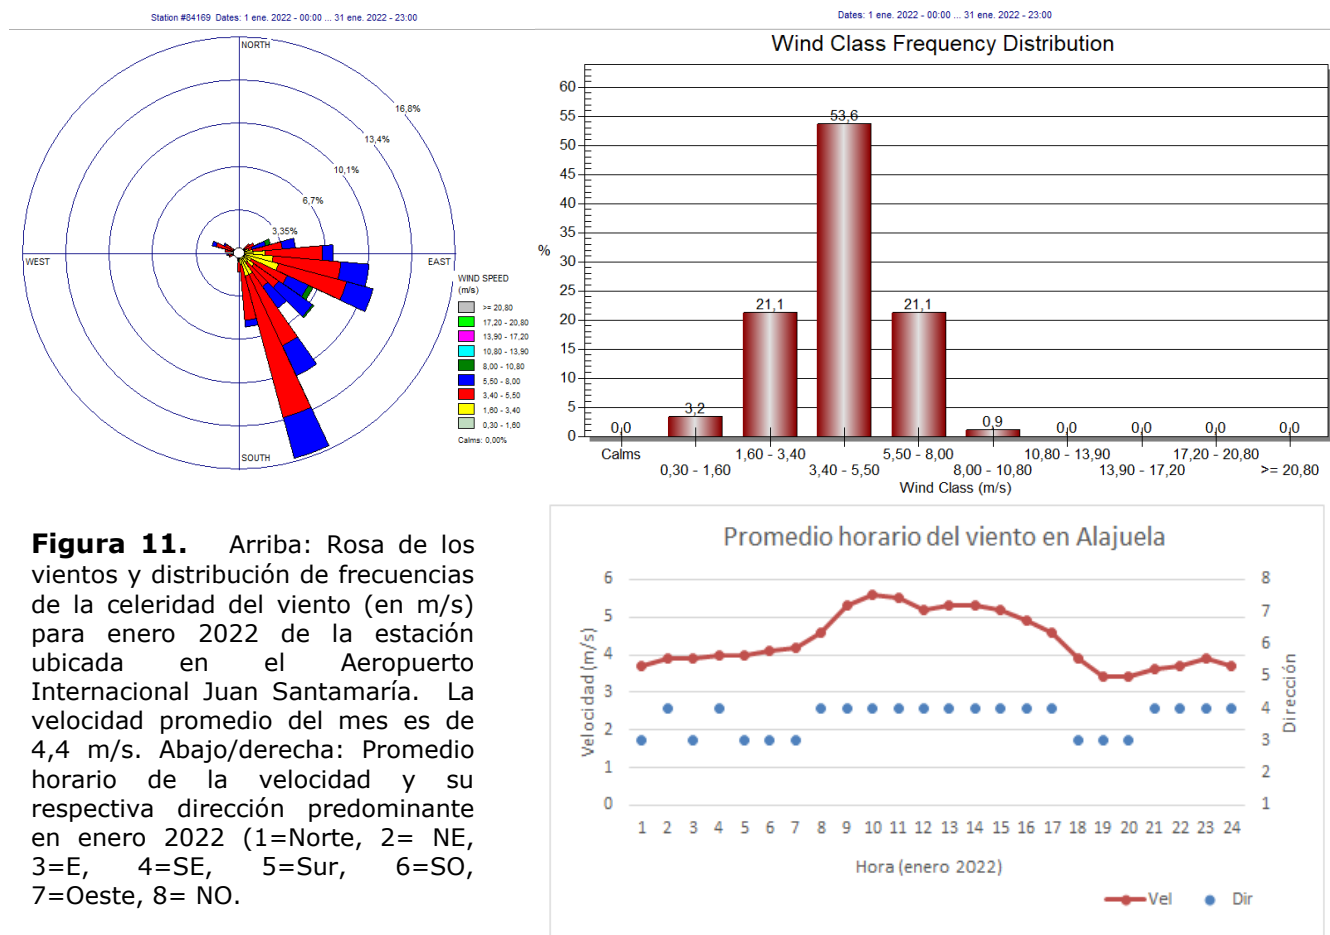 Station #84169 Dates: 1 ene. 2022 - 00:00 ... 31 ene. 2022 - 23:00
NORTH
16,8%
13,4%
10,1%
6,7%
3,35%
WEST
EAST
SOUTH
WIND SPEED
(m/s)
>= 20,80
17,20 - 20,80
13,90 - 17,20
10,80 - 13,90
8,00 - 10,80
5,50 - 8,00
3,40 - 5,50
1,60 - 3,40
0,30 - 1,60
Calms: 0,00%
Dates: 1 ene. 2022 - 00:00 ... 31 ene. 2022 - 23:00
Wind Class Frequency Distribution
60
55
50
45
40
35
30
25
20
15
10
5
0
%
0,0
3,2
21,1
53,6
21,1
0,9
0,0
0,0
0,0
0,0
Calms
0,30 - 1,60
1,60 - 3,40
3,40 - 5,50
5,50 - 8,00
8,00 - 10,80
10,80 - 13,90
13,90 - 17,20
17,20 - 20,80
>= 20,80
Wind Class (m/s)
Figura 11. Arriba: Rosa de los
vientos y distribución de frecuencias
de la celeridad del viento (en m/s)
para enero 2022 de la estación
ubicada en el Aeropuerto
Internacional Juan Santamaría. La
velocidad promedio del mes es de
4,4 m/s. Abajo/derecha: Promedio
horario de la velocidad y su
respectiva dirección predominante
en enero 2022 (1=Norte, 2= NE,
3=E, 4=SE, 5=Sur, 6=SO,
7=Oeste, 8= NO.
Promedio horario del viento en Alajuela
6
5
4
3
2
1
0
Velocidad (m/s)
8
7
6
5
4
3
2
1
Dirección
1 2 3 4 5 6 7 8 9 10 11 12 13 14 15 16 17 18 19 20 21 22 23 24
Hora (enero 2022)
Vel Dir